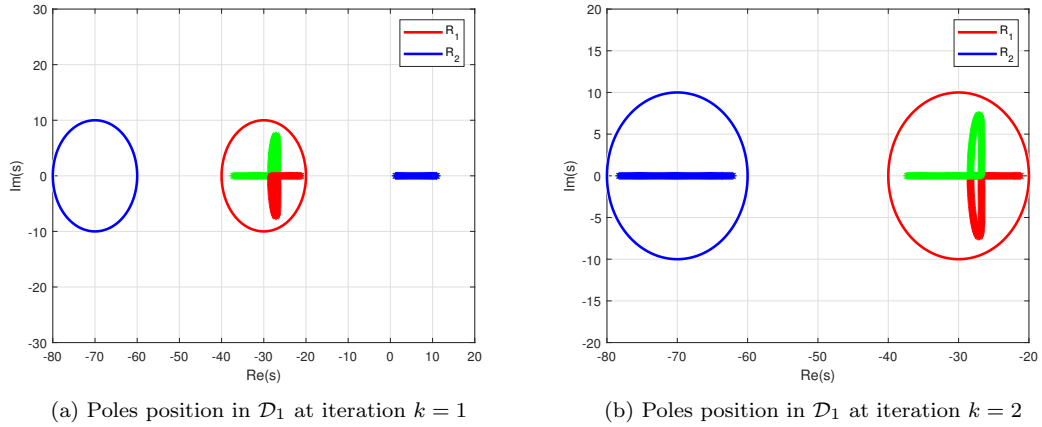 30
20
10
0
-10
-20
-30
Im(s)
-80 -70 -60 -50 -40 -30 -20 -10 0 10 20
Re(s)
R1
R2
(a) Poles position in D1 at iteration k = 1
20
15
10
5
0
-5
-10
-15
-20
Im(s)
-80 -70 -60 -50 -40 -30 -20
Re(s)
R1
R2
(b) Poles position in D1 at iteration k = 2